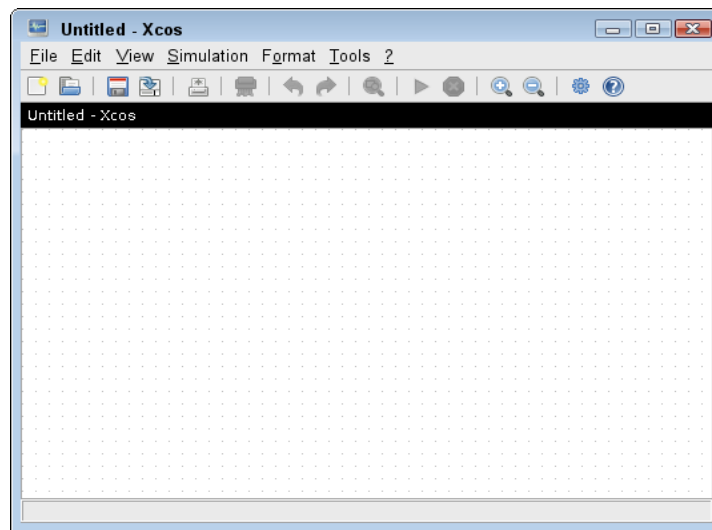 Untitled - Xcos
File Edit View Simulation Format Tools ?
Untitled - Xcos